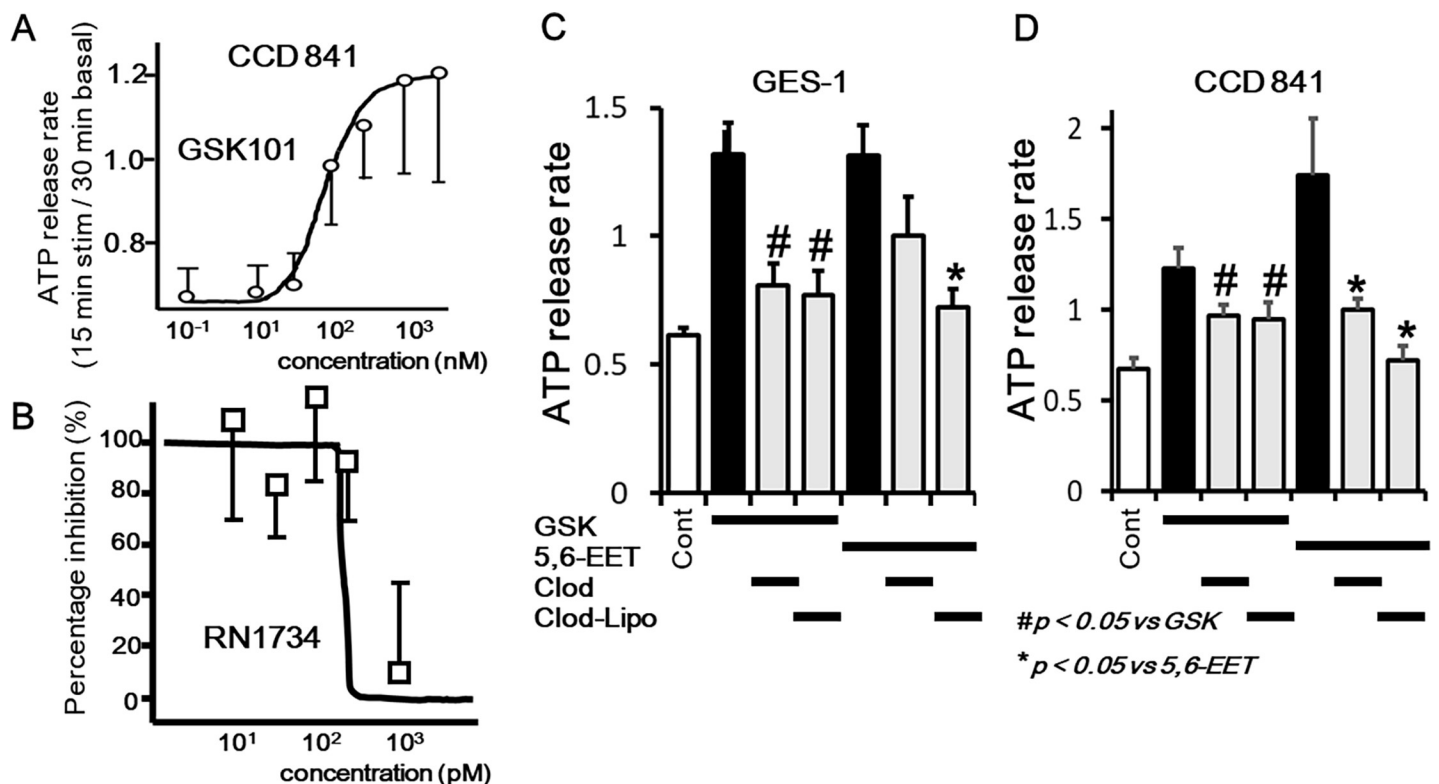 A
CCD 841
GSK101
ATP release rate
(15 min stim / 30 min basal)
1.2
1.0
0.8
10⁻¹ 10¹ 10² 10³
concentration (nM)
B
Percentage inhibition (%)
100
80
60
40
20
0
RN1734
10¹ 10² 10³
concentration (pM)
C
GES-1
ATP release rate
1.5
1
0.5
0
# # *
Cont
GSK
5,6-EET
Clod
Clod-Lipo
D
CCD 841
ATP release rate
2
1.5
1
0.5
0
# # * *
Cont
# p < 0.05 vs GSK
* p < 0.05 vs 5,6-EET